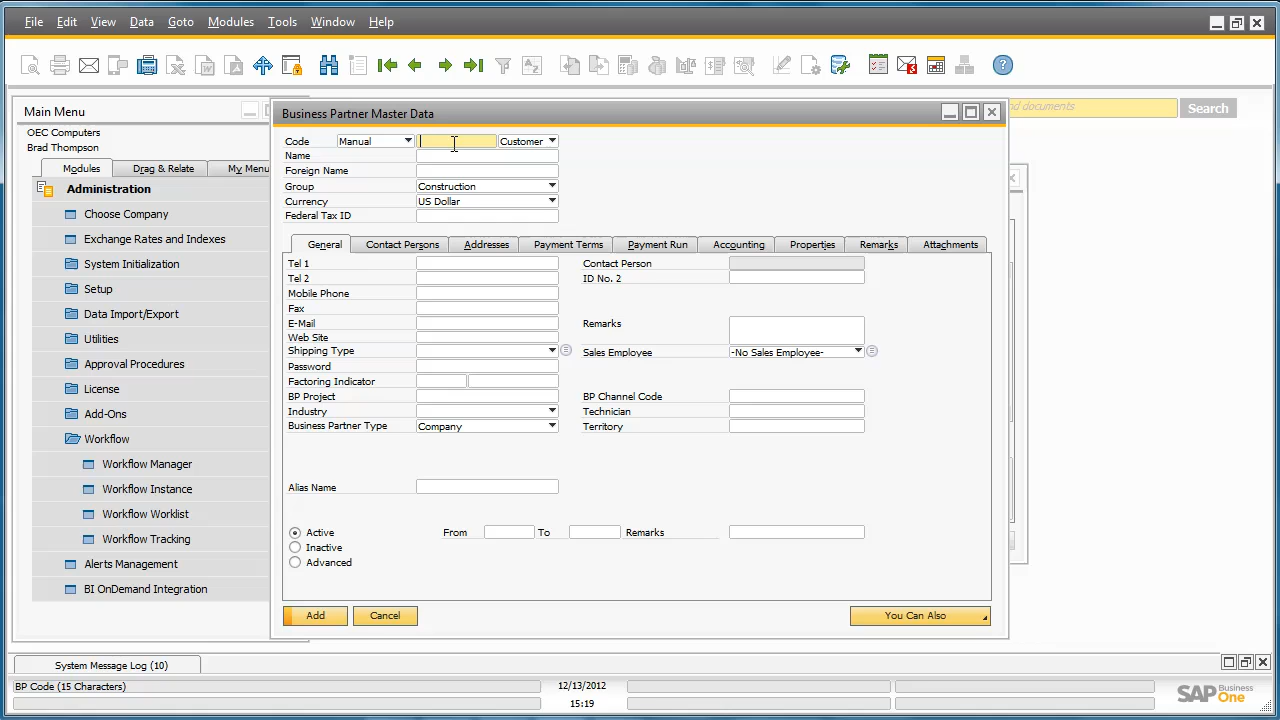 File Edit View Data Goto Modules Tools Window Help
Main Menu
OEC Computers
Brad Thompson
Modules Drag & Relate My Menu
Administration
Choose Company
Exchange Rates and Indexes
System Initialization
Setup
Data Import/Export
Utilities
Approval Procedures
License
Add-Ons
Workflow
Workflow Manager
Workflow Instance
Workflow Worklist
Workflow Tracking
Alerts Management
BI OnDemand Integration
nd documents Search
Business Partner Master Data
Code Manual Customer
Name
Foreign Name
Group Construction
Currency US Dollar
Federal Tax ID
General Contact Persons Addresses Payment Terms Payment Run Accounting Properties Remarks Attachments
Tel 1 Contact Person
Tel 2 ID No. 2
Mobile Phone
Fax
E-Mail Remarks
Web Site
Shipping Type Sales Employee -No Sales Employee-
Password
Factoring Indicator
BP Project BP Channel Code
Industry Technician
Business Partner Type Company Territory
Alias Name
Active From To Remarks
Inactive
Advanced
Add Cancel You Can Also
System Message Log (10)
BP Code (15 Characters) 12/13/2012
15:19
SAP Business One